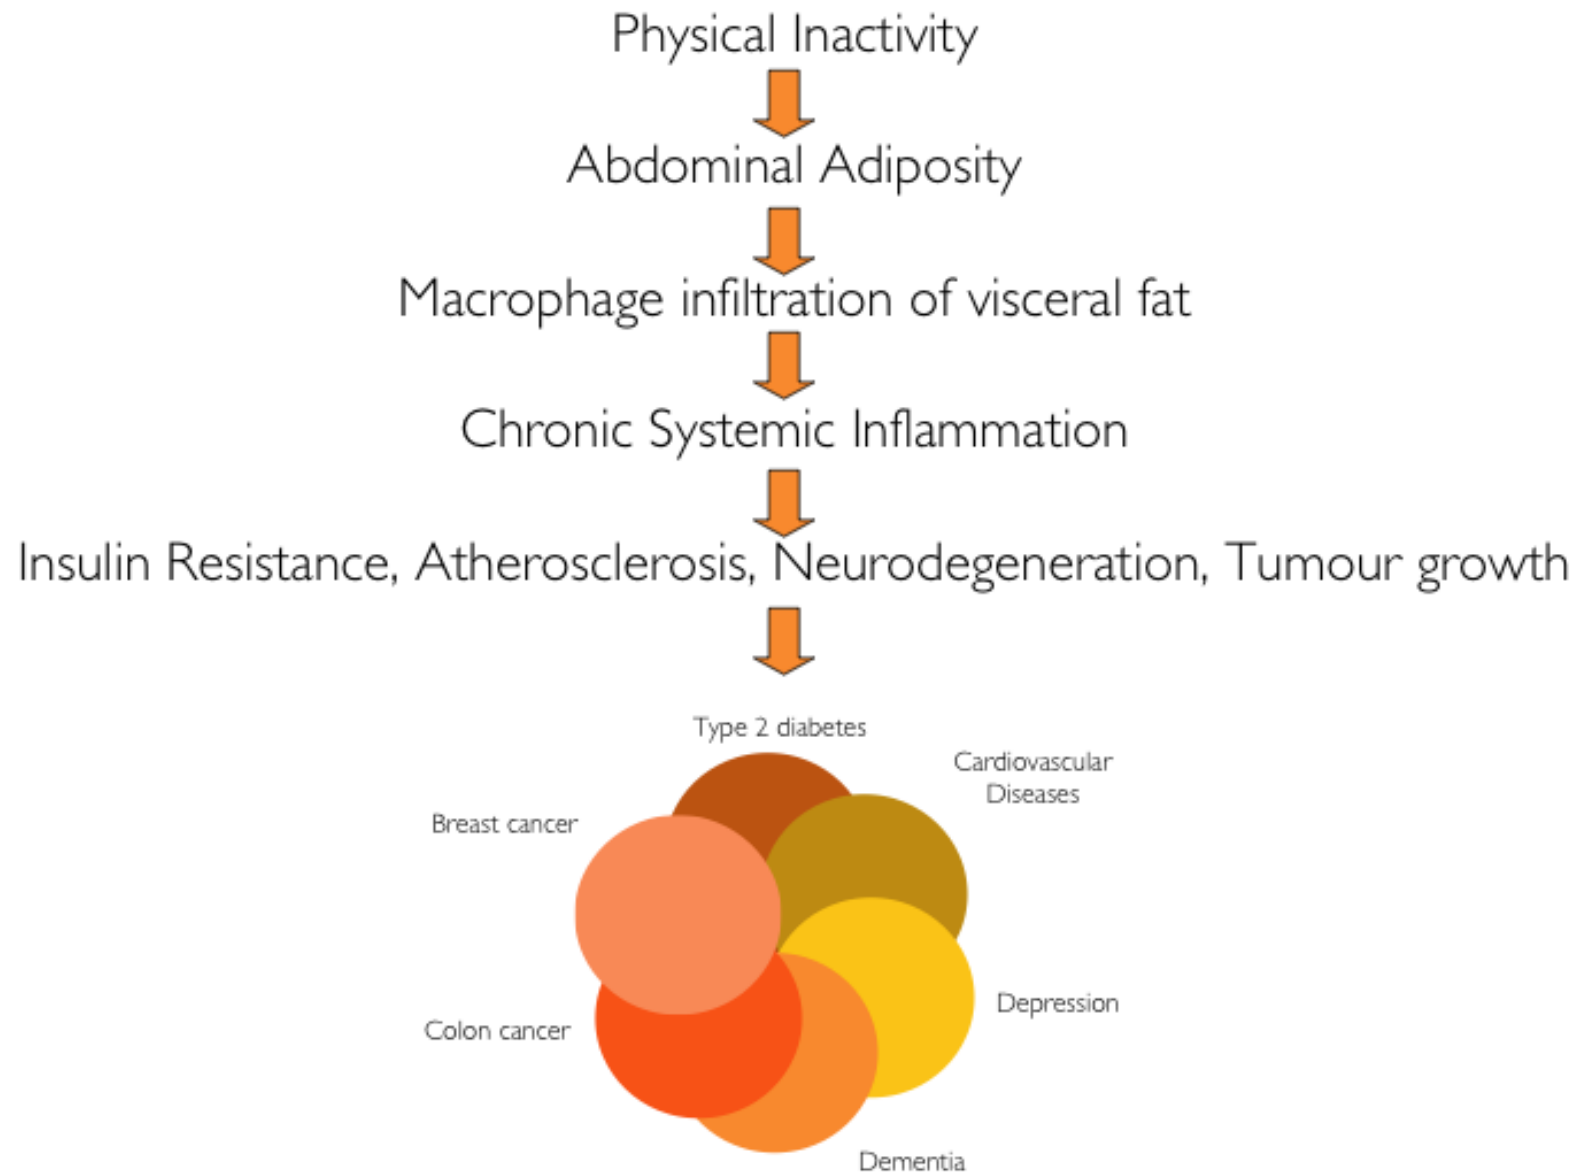 Physical Inactivity
Abdominal Adiposity
Macrophage infiltration of visceral fat
Chronic Systemic Inflammation
Insulin Resistance, Atherosclerosis, Neurodegeneration, Tumour growth
Type 2 diabetes
Cardiovascular
Diseases
Breast cancer
Depression
Colon cancer
Dementia